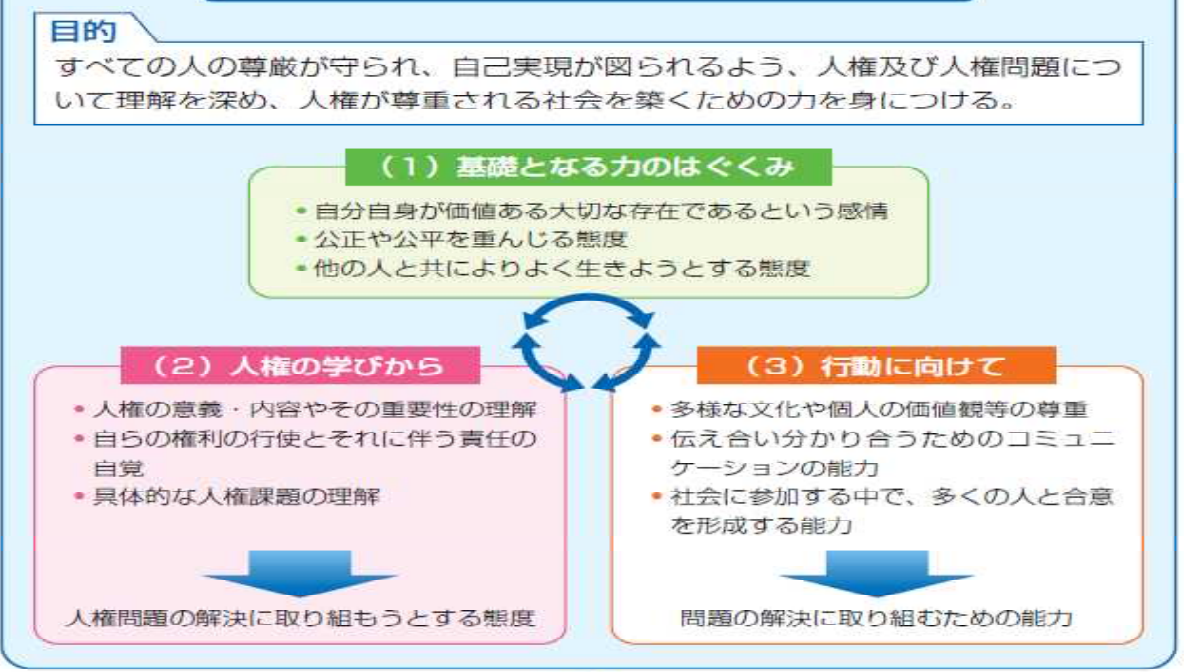 目的
すべての人の尊厳が守られ、自己実現が図られるよう、人権及び人権問題につ
いて理解を深め、人権が尊重される社会を築くための力を身につける。
（1）基礎となる力のはぐくみ
•自分自身が価値ある大切な存在であるという感情
•公正や公平を重んじる態度
•他の人と共によりよく生きようとする態度
（2）人権の学びから
•人権の意義・内容やその重要性の理解
•自らの権利の行使とそれに伴う責任の
自覚
•具体的な人権課題の理解
人権問題の解決に取り組もうとする態度
（3）行動に向けて
•多様な文化や個人の価値観等の尊重
•伝え合い分かり合うためのコミュニ
ケーションの能力
•社会に参加する中で、多くの人と合意
を形成する能力
問題の解決に取り組むための能力